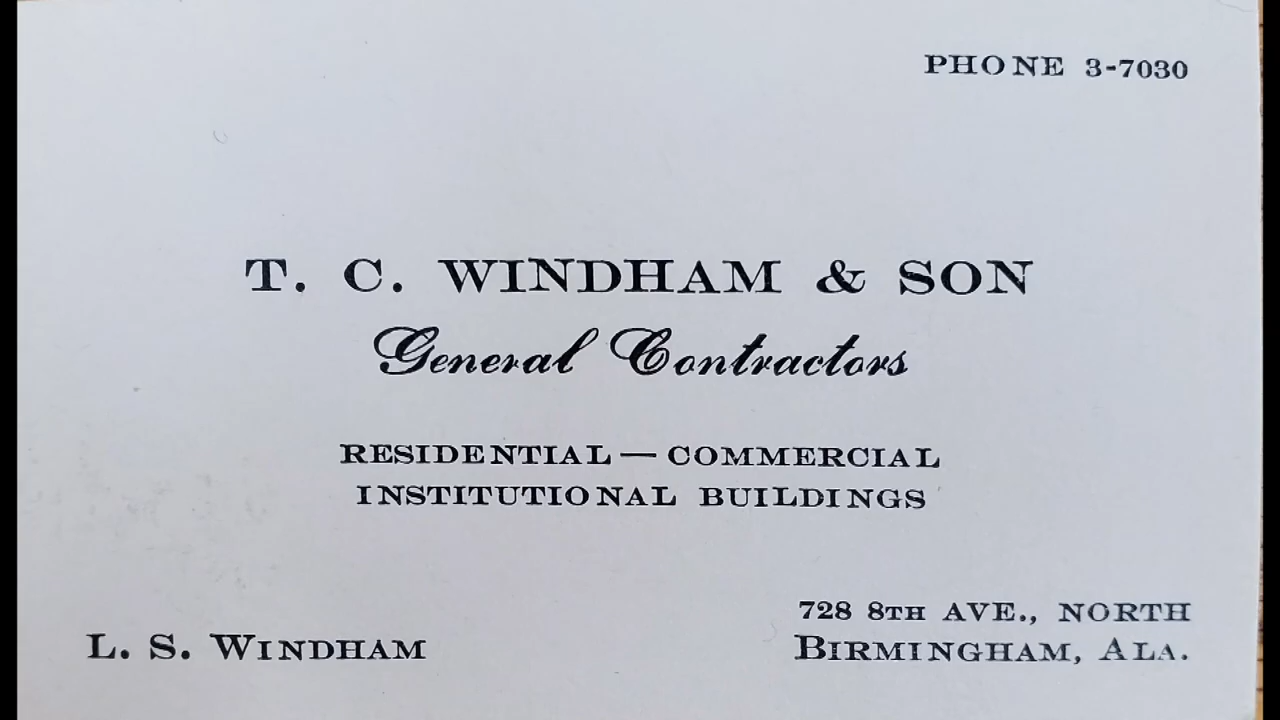 PHONE 3-7030
T. C. WINDHAM & SON
General Contractors
RESIDENTIAL — COMMERCIAL
INSTITUTIONAL BUILDINGS
728 8TH AVE., NORTH
L. S. WINDHAM
BIRMINGHAM, ALA.